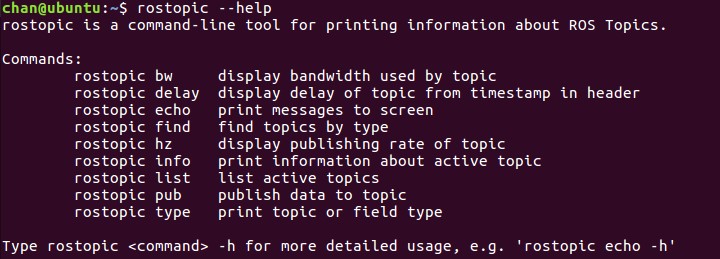 chan@ubuntu:~$ rostopic --help
rostopic is a command-line tool for printing information about ROS Topics.

Commands:
	rostopic bw	display bandwidth used by topic
	rostopic delay	display delay of topic from timestamp in header
	rostopic echo	print messages to screen
	rostopic find	find topics by type
	rostopic hz	display publishing rate of topic
	rostopic info	print information about active topic
	rostopic list	list active topics
	rostopic pub	publish data to topic
	rostopic type	print topic or field type

Type rostopic <command> -h for more detailed usage, e.g. 'rostopic echo -h'